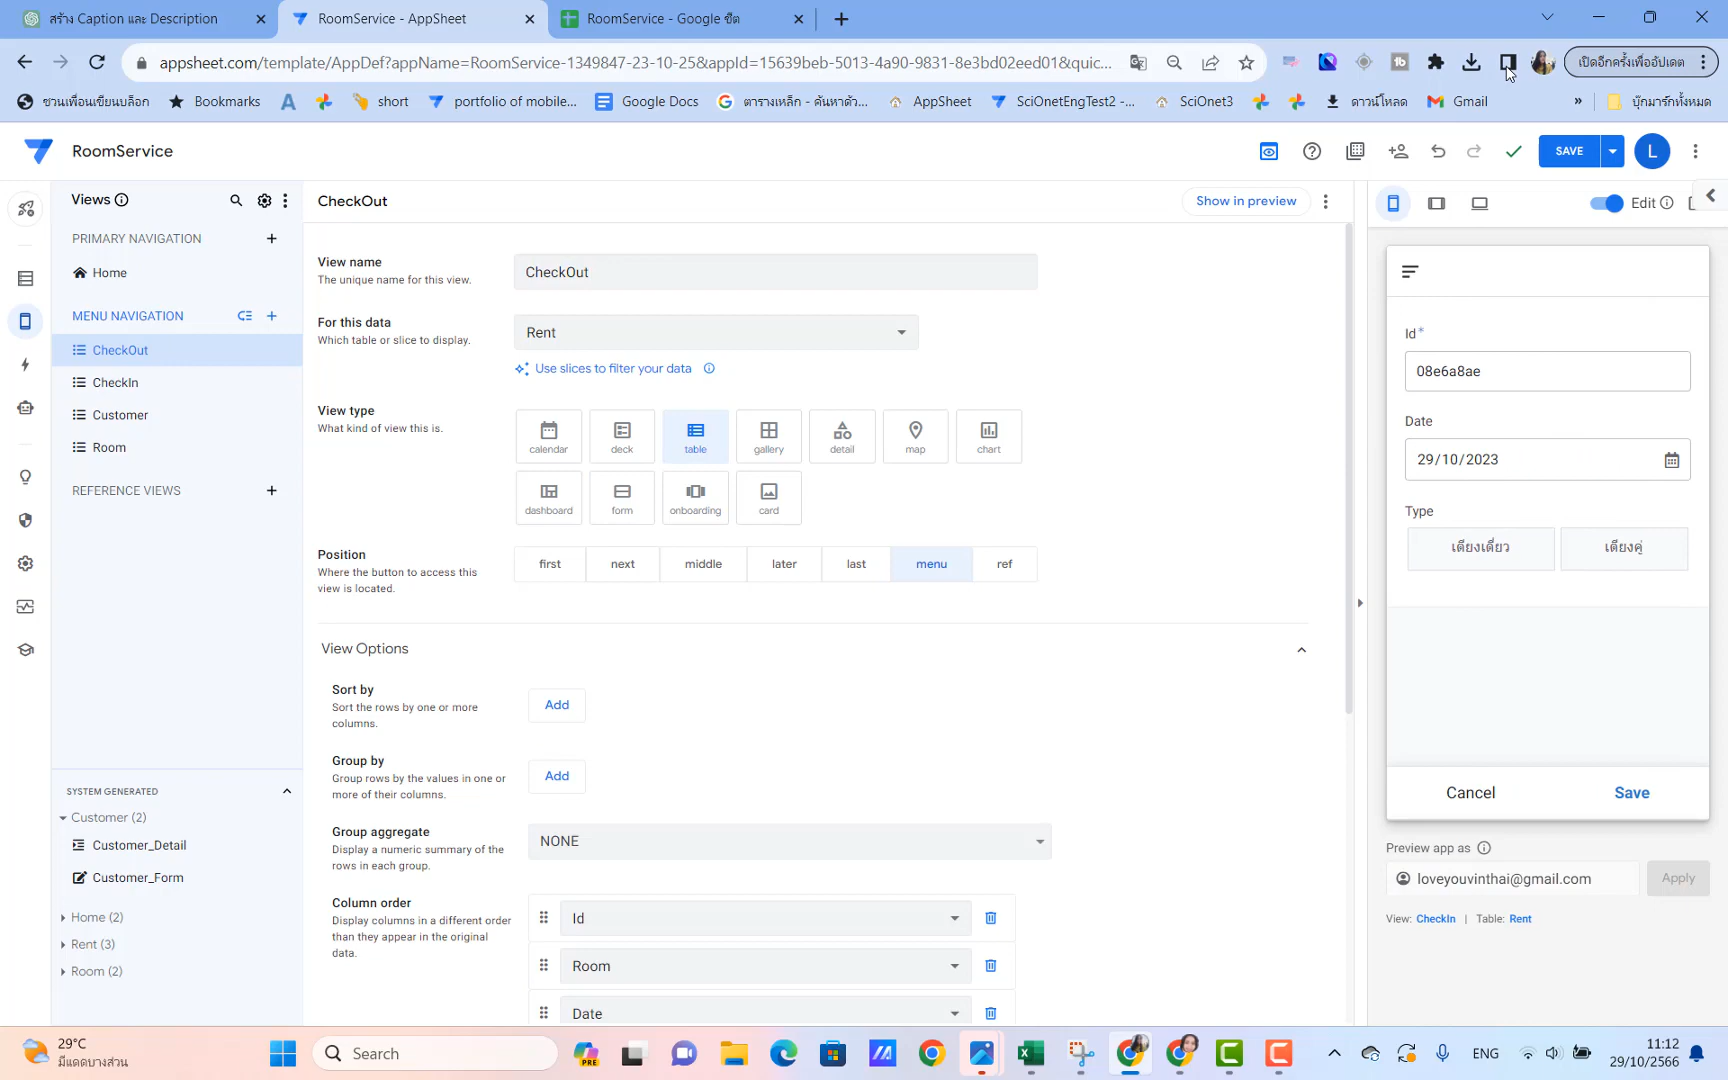 สร้าง Caption และ Description
RoomService - AppSheet
RoomService - Google ชีต
appsheet.com/template/AppDef?appName=RoomService-1349847-23-10-25&appId=15639beb-5013-4a90-9831-8e3bd02eed01&quic...
เปิดอีกครั้งเพื่ออัปเดต
ชวนเพื่อนเขียนบล็อก
Bookmarks
short
portfolio of mobile...
Google Docs
ตารางเหล็ก - ค้นหาด้ว...
AppSheet
SciOnetEngTest2 -...
SciOnet3
ดาวน์โหลด
Gmail
»
บุ๊กมาร์กทั้งหมด
RoomService
SAVE
L
Views
CheckOut
Show in preview
Edit
PRIMARY NAVIGATION
Home
MENU NAVIGATION
CheckOut
CheckIn
Customer
Room
REFERENCE VIEWS
SYSTEM GENERATED
Customer (2)
Customer_Detail
Customer_Form
Home (2)
Rent (3)
Room (2)
View name
The unique name for this view.
CheckOut
For this data
Which table or slice to display.
Rent
Use slices to filter your data
View type
What kind of view this is.
calendar
deck
table
gallery
detail
map
chart
dashboard
form
onboarding
card
Position
Where the button to access this
view is located.
first
next
middle
later
last
menu
ref
View Options
Sort by
Sort the rows by one or more
columns.
Add
Group by
Group rows by the values in one or
more of their columns.
Add
Group aggregate
Display a numeric summary of the
rows in each group.
NONE
Column order
Display columns in a different order
than they appear in the original
data.
Id
Room
Date
Id*
08e6a8ae
Date
29/10/2023
Type
เตียงเดี่ยว
เตียงคู่
Cancel
Save
Preview app as
loveyouvinthai@gmail.com
Apply
View: CheckIn | Table: Rent
29°C
มีแดดบางส่วน
Search
PRE
ENG
11:12
29/10/2566